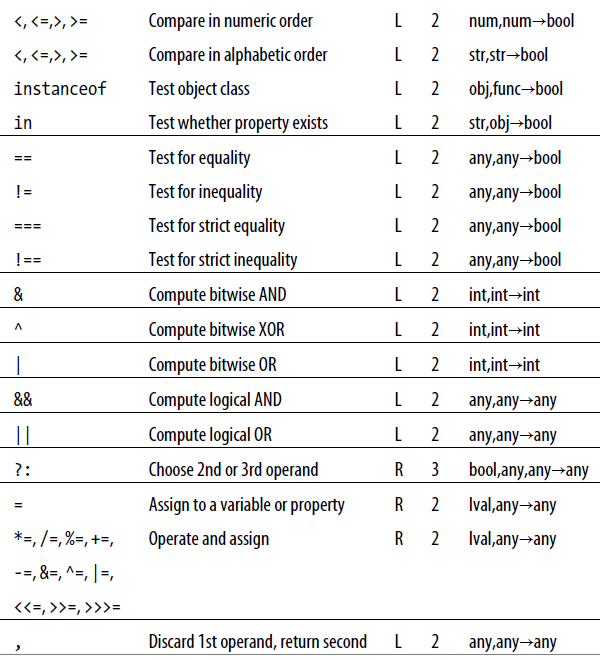 <,<=,>,>= Compare in numeric order L 2 num,num→bool
<,<=,>,>= Compare in alphabetic order L 2 str,str→bool
instanceof Test object class L 2 obj,func→bool
in Test whether property exists L 2 str,obj→bool
== Test for equality L 2 any,any→bool
!= Test for inequality L 2 any,any→bool
=== Test for strict equality L 2 any,any→bool
!== Test for strict inequality L 2 any,any→bool
& Compute bitwise AND L 2 int,int→int
^ Compute bitwise XOR L 2 int,int→int
| Compute bitwise OR L 2 int,int→int
&& Compute logical AND L 2 any,any→any
|| Compute logical OR L 2 any,any→any
?: Choose 2nd or 3rd operand R 3 bool,any,any→any
= Assign to a variable or property R 2 lval,any→any
*=,/=,%=,+=, Operate and assign R 2 lval,any→any
-=,&=,^=,|=,
<<=,>>=,>>>=
, Discard 1st operand, return second L 2 any,any→any